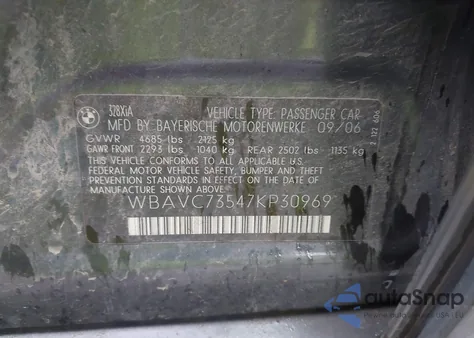 328XiA VEHICLE TYPE: PASSENGER CAR
MFD BY BAYERISCHE MOTORENWERKE 09/06
GVWR 4685 lbs 2125 kg
GAWR FRONT 2293 lbs 1040 kg REAR 2502 lbs 1135 kg
THIS VEHICLE CONFORMS TO ALL APPLICABLE U.S.
FEDERAL MOTOR VEHICLE SAFETY, BUMPER, AND
THEFT PREVENTION STANDARDS IN EFFECT ON THE
DATE OF MANUFACTURE SHOWN ABOVE.
WBAVC73547KP30969
autoSnap